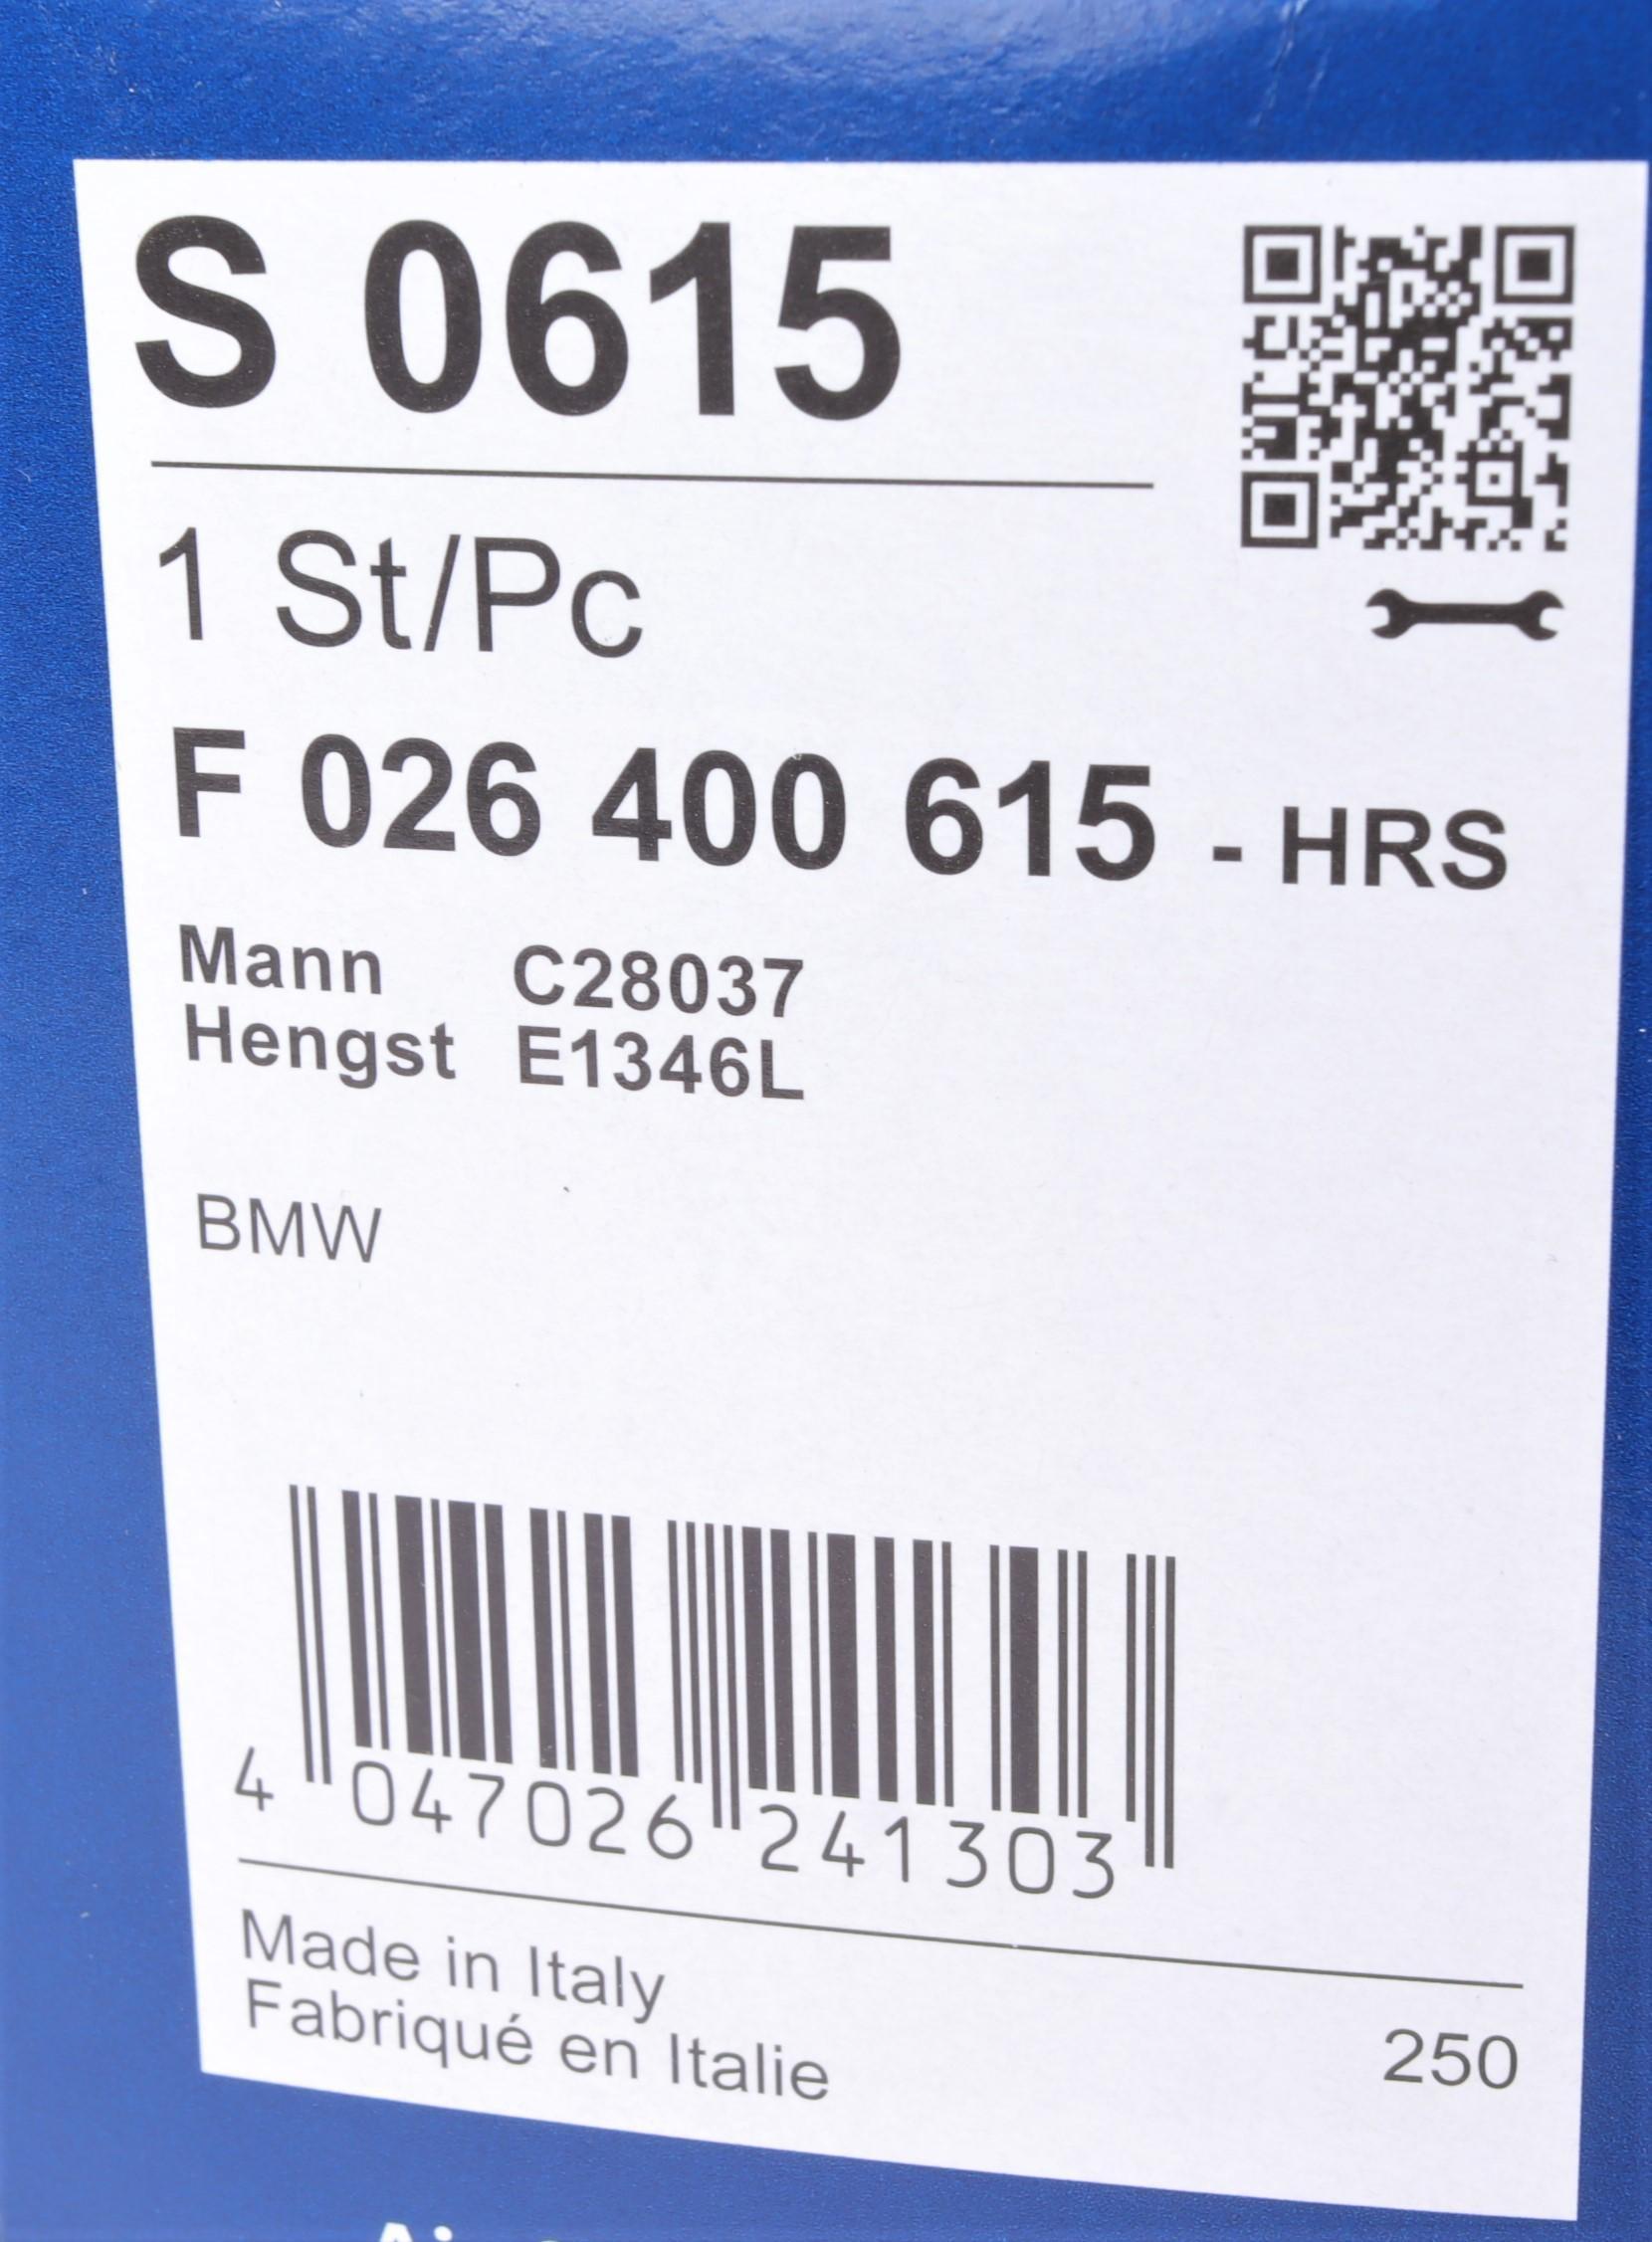 S 0615
1 St/Pc
F 026 400 615 - HRS
Mann C28037
Hengst E1346L
BMW
4 047026 241303
Made in Italy
Fabriqué en Italie
250